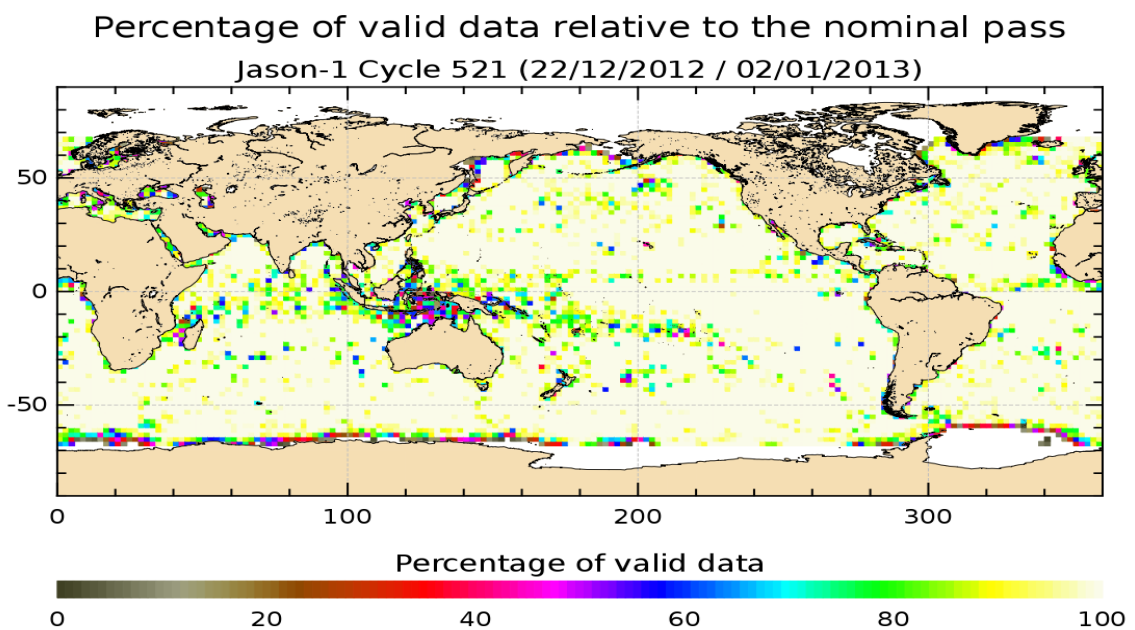 Percentage of valid data relative to the nominal pass
Jason-1 Cycle 521 (22/12/2012 / 02/01/2013)
50
0
-50
0 100 200 300
Percentage of valid data
0 20 40 60 80 100